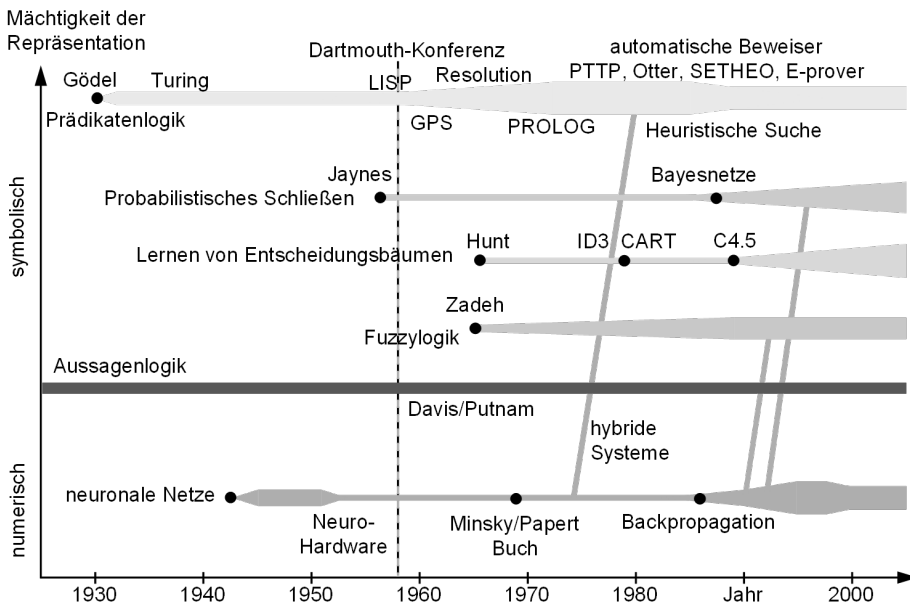 Mächtigkeit der
Repräsentation
Dartmouth-Konferenz
automatische Beweiser
Gödel
Turing
LISP
Resolution
PTTP, Otter, SETHEO, E-prover
Prädikatenlogik
GPS
PROLOG
Heuristische Suche
symbolisch
Jaynes
Bayesnetze
Probabilistisches Schließen
Hunt
ID3
CART
C4.5
Lernen von Entscheidungsbäumen
Zadeh
Fuzzylogik
Aussagenlogik
Davis/Putnam
hybride
Systeme
numerisch
neuronale Netze
Neuro-
Hardware
Minsky/Papert
Buch
Backpropagation
1930 1940 1950 1960 1970 1980 Jahr 2000